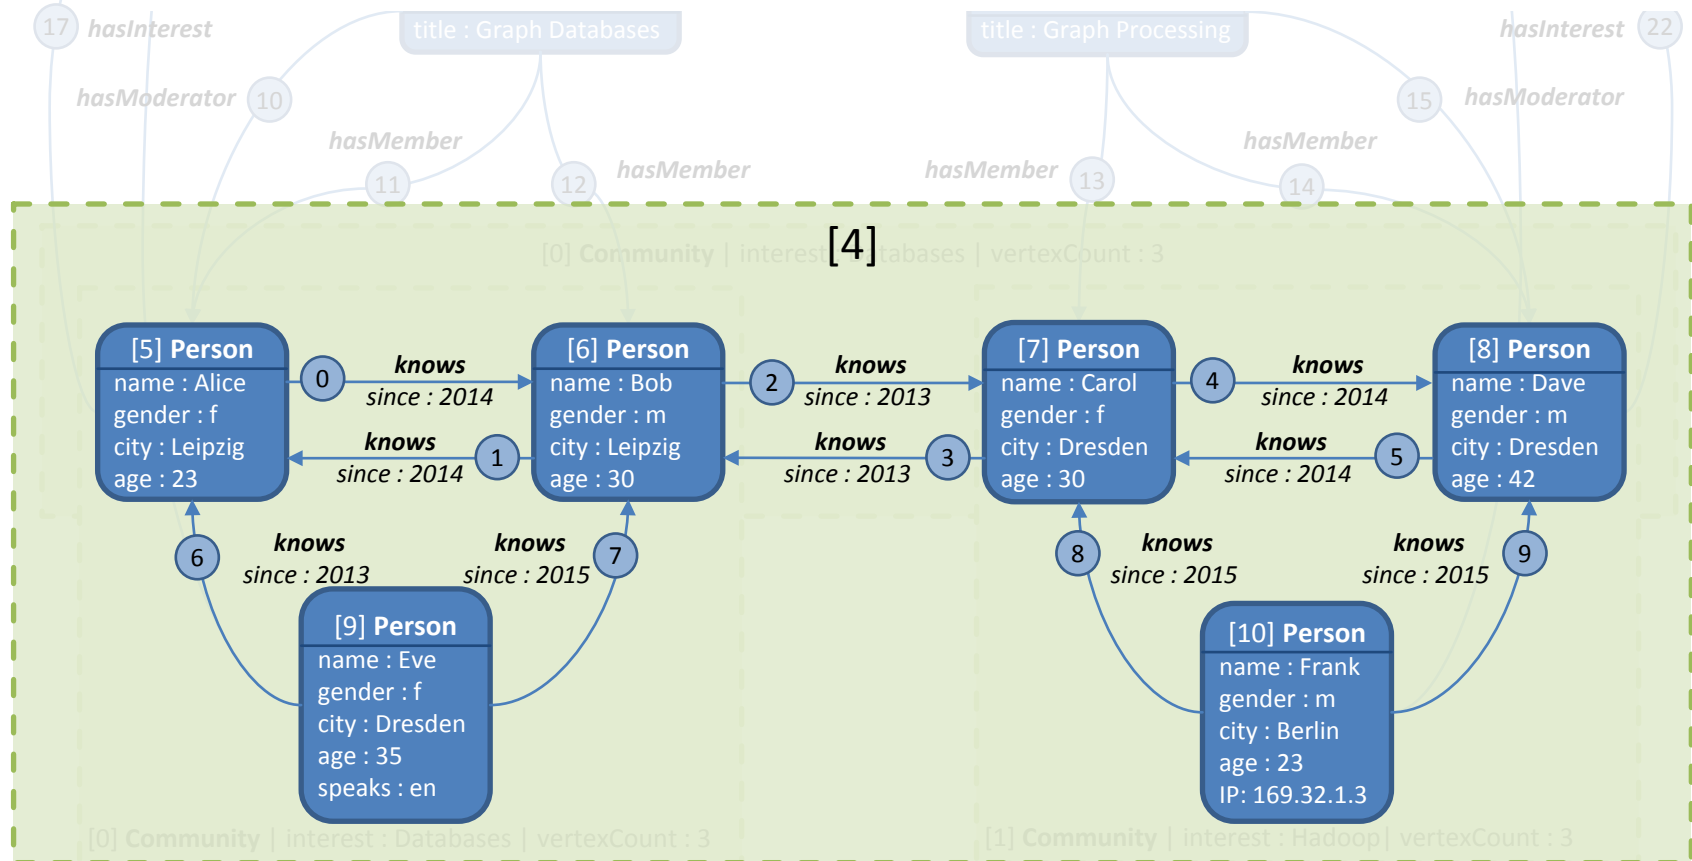 17 hasInterest
title : Graph Databases
title : Graph Processing
hasInterest 22
hasModerator 10
15 hasModerator
hasMember
11
12 hasMember
hasMember 13
hasMember
14
[4]
[0] Community | interest : Databases | vertexCount : 3
[5] Person
name : Alice
gender : f
city : Leipzig
age : 23
0
knows
since : 2014
knows
since : 2014
1
[6] Person
name : Bob
gender : m
city : Leipzig
age : 30
2
knows
since : 2013
knows
since : 2013
3
[7] Person
name : Carol
gender : f
city : Dresden
age : 30
4
knows
since : 2014
knows
since : 2014
5
[8] Person
name : Dave
gender : m
city : Dresden
age : 42
6
knows
since : 2013
knows
since : 2015
7
8
knows
since : 2015
knows
since : 2015
9
[9] Person
name : Eve
gender : f
city : Dresden
age : 35
speaks : en
[10] Person
name : Frank
gender : m
city : Berlin
age : 23
IP: 169.32.1.3
[0] Community | interest : Databases | vertexCount : 3
[1] Community | interest : Hadoop| vertexCount : 3